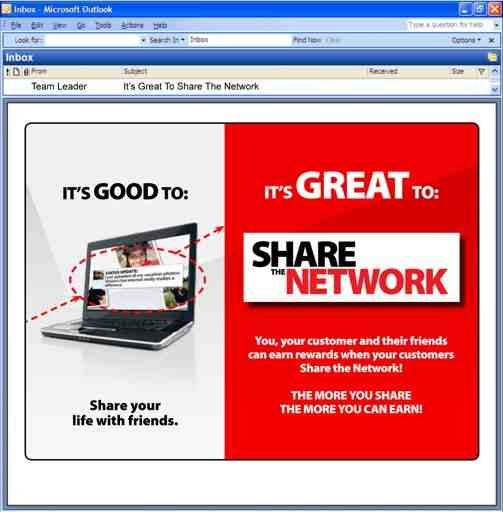 Inbox - Microsoft Outlook
File Edit View Go Tools Actions Help
Type a question for help
Look for:
Search In
Inbox
Find Now
Clear
Options
Inbox
From
Subject
Received
Size
Team Leader
It's Great To Share The Network
IT'S GOOD TO:
STATUS UPDATE:
Share your
life with friends.
IT'S GREAT TO:
SHARE
THE NETWORK
You, your customer and their friends
can earn rewards when your customers
Share the Network!
THE MORE YOU SHARE
THE MORE YOU CAN EARN!